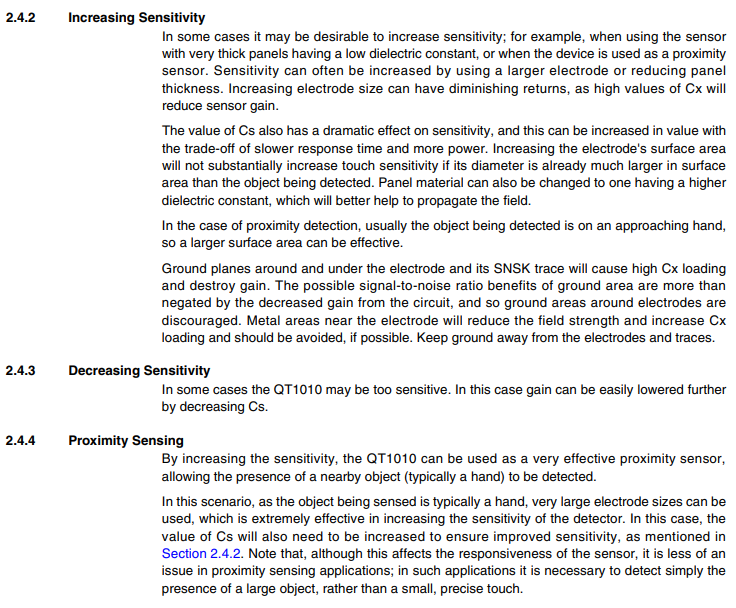 2.4.2 Increasing Sensitivity
In some cases it may be desirable to increase sensitivity; for example, when using the sensor
with very thick panels having a low dielectric constant, or when the device is used as a proximity
sensor. Sensitivity can often be increased by using a larger electrode or reducing panel
thickness. Increasing electrode size can have diminishing returns, as high values of Cx will
reduce sensor gain.
The value of Cs also has a dramatic effect on sensitivity, and this can be increased in value with
the trade-off of slower response time and more power. Increasing the electrode's surface area
will not substantially increase touch sensitivity if its diameter is already much larger in surface
area than the object being detected. Panel material can also be changed to one having a higher
dielectric constant, which will better help to propagate the field.
In the case of proximity detection, usually the object being detected is on an approaching hand,
so a larger surface area can be effective.
Ground planes around and under the electrode and its SNSK trace will cause high Cx loading
and destroy gain. The possible signal-to-noise ratio benefits of ground area are more than
negated by the decreased gain from the circuit, and so ground areas around electrodes are
discouraged. Metal areas near the electrode will reduce the field strength and increase Cx
loading and should be avoided, if possible. Keep ground away from the electrodes and traces.
2.4.3 Decreasing Sensitivity
In some cases the QT1010 may be too sensitive. In this case gain can be easily lowered further
by decreasing Cs.
2.4.4 Proximity Sensing
By increasing the sensitivity, the QT1010 can be used as a very effective proximity sensor,
allowing the presence of a nearby object (typically a hand) to be detected.
In this scenario, as the object being sensed is typically a hand, very large electrode sizes can be
used, which is extremely effective in increasing the sensitivity of the detector. In this case, the
value of Cs will also need to be increased to ensure improved sensitivity, as mentioned in
Section 2.4.2. Note that, although this affects the responsiveness of the sensor, it is less of an
issue in proximity sensing applications; in such applications it is necessary to detect simply the
presence of a large object, rather than a small, precise touch.